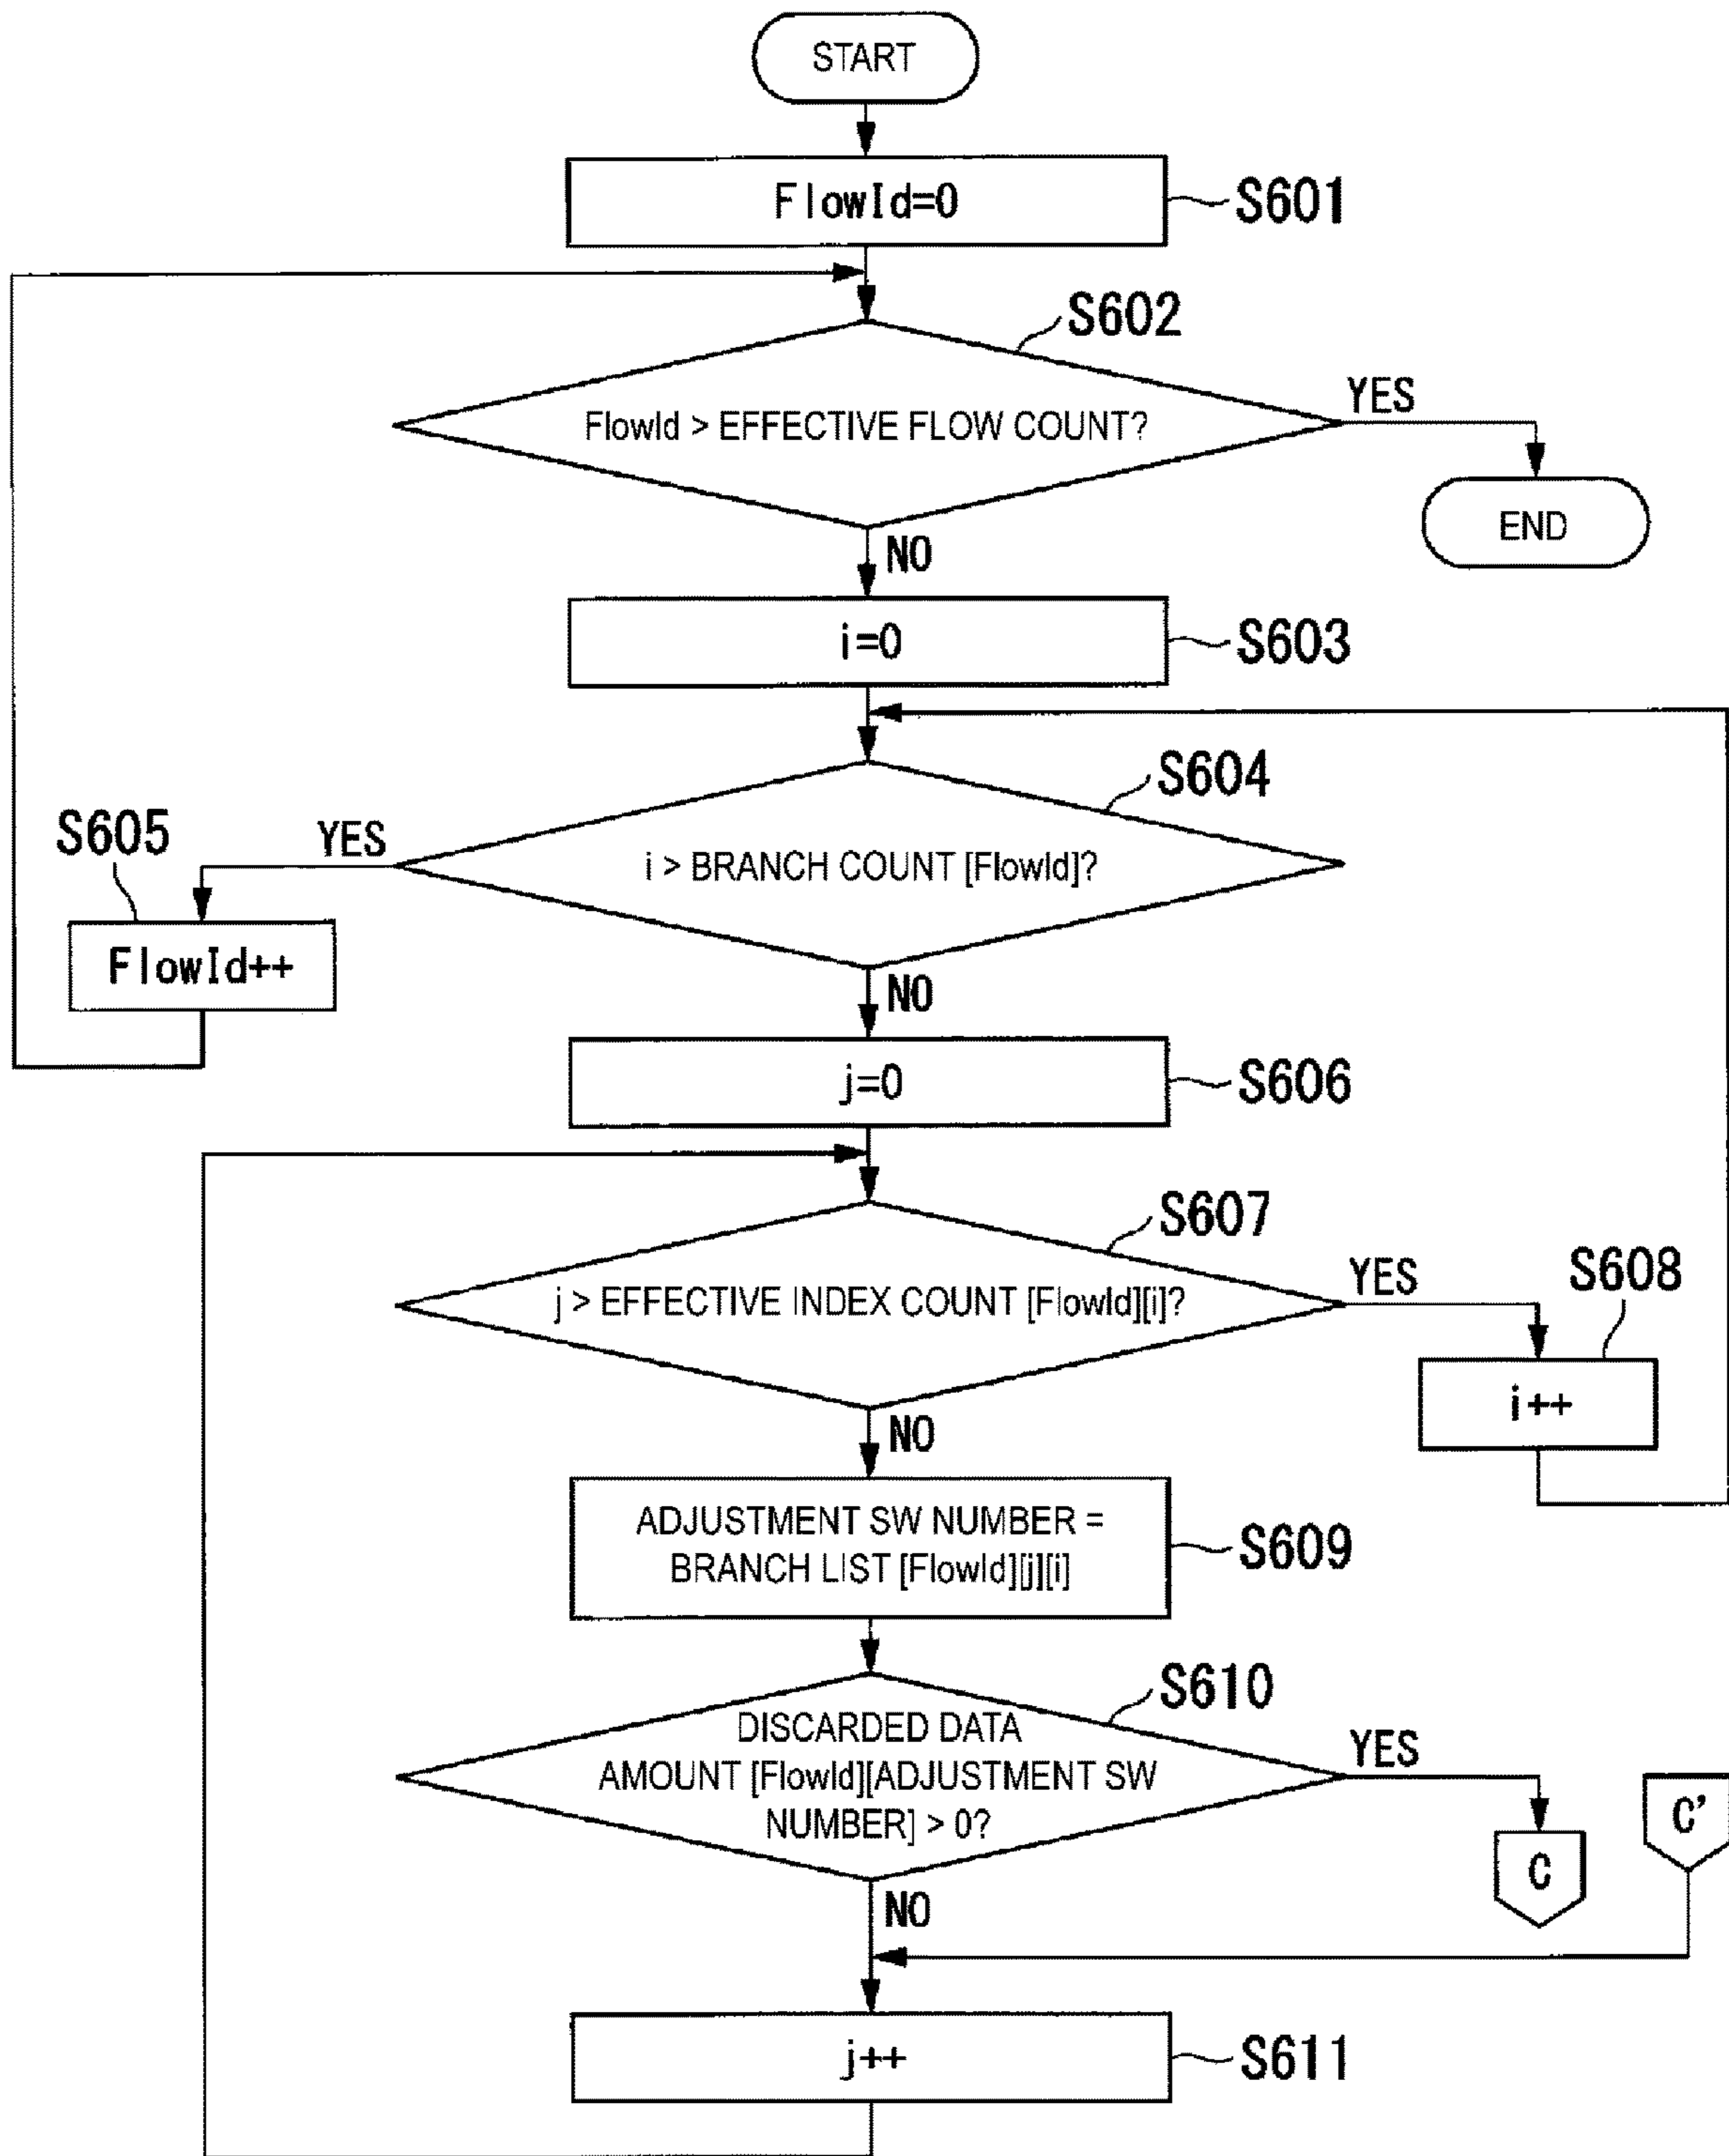 START
FlowId=0
S601
S602
FlowId > EFFECTIVE FLOW COUNT?
YES
END
NO
i=0
S603
S604
i > BRANCH COUNT [FlowId]?
YES
S605
FlowId++
NO
j=0
S606
S607
j > EFFECTIVE INDEX COUNT [FlowId][i]?
YES
S608
i++
NO
ADJUSTMENT SW NUMBER =
BRANCH LIST [FlowId][j][i]
S609
S610
DISCARDED DATA
AMOUNT [FlowId][ADJUSTMENT SW
NUMBER] > 0?
YES
C
C'
NO
j++
S611